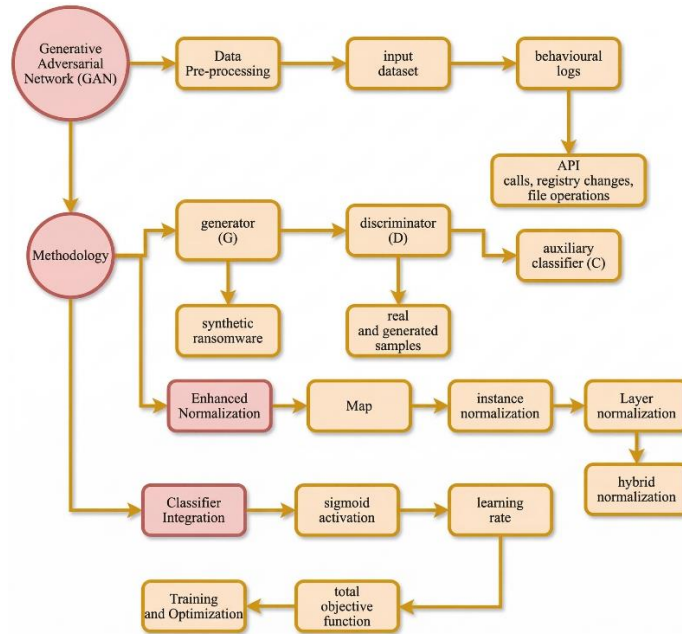 Generative
Adversarial
Network (GAN)
Data
Pre-processing
input
dataset
behavioural
logs
API
calls, registry changes,
file operations
Methodology
generator
(G)
discriminator
(D)
auxiliary
classifier (C)
synthetic
ransomware
real
and generated
samples
Enhanced
Normalization
Map
instance
normalization
Layer
normalization
hybrid
normalization
Classifier
Integration
sigmoid
activation
learning
rate
Training
and Optimization
total
objective
function